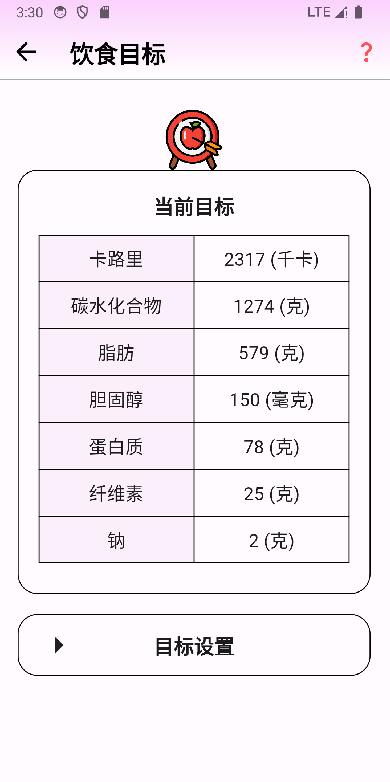 3:30 LTE
饮食目标 ?
当前目标
卡路里 2317 (千卡)
碳水化合物 1274 (克)
脂肪 579 (克)
胆固醇 150 (毫克)
蛋白质 78 (克)
纤维素 25 (克)
钠 2 (克)
目标设置